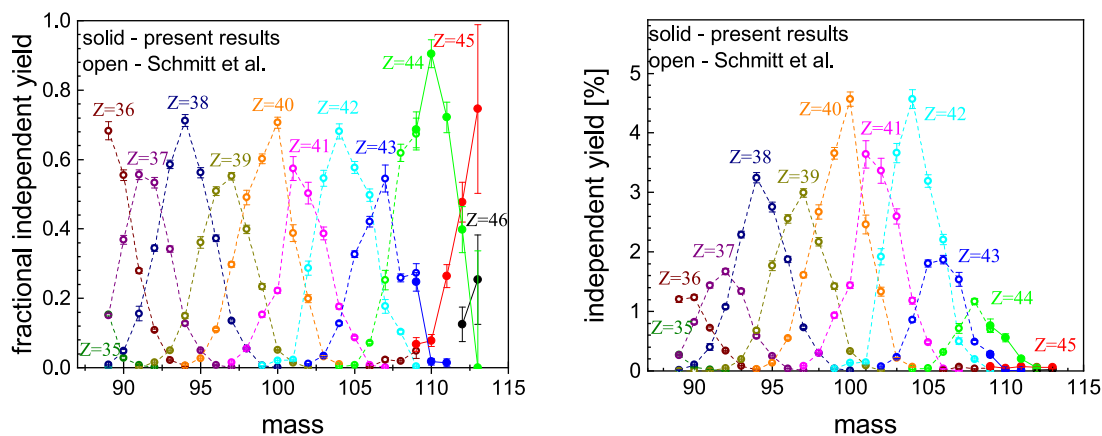 solid - present results
open - Schmitt et al.
Z=45
Z=44
Z=36
Z=38
Z=40
Z=42
Z=37
Z=39
Z=41
Z=43
Z=46
Z=35
fractional independent yield
1.0
0.8
0.6
0.4
0.2
0.0
90 95 100 105 110 115
mass
solid - present results
open - Schmitt et al.
Z=40
Z=42
Z=41
Z=38
Z=39
Z=37
Z=43
Z=36
Z=44
Z=35
Z=45
independent yield [%]
5
4
3
2
1
0
90 95 100 105 110 115
mass